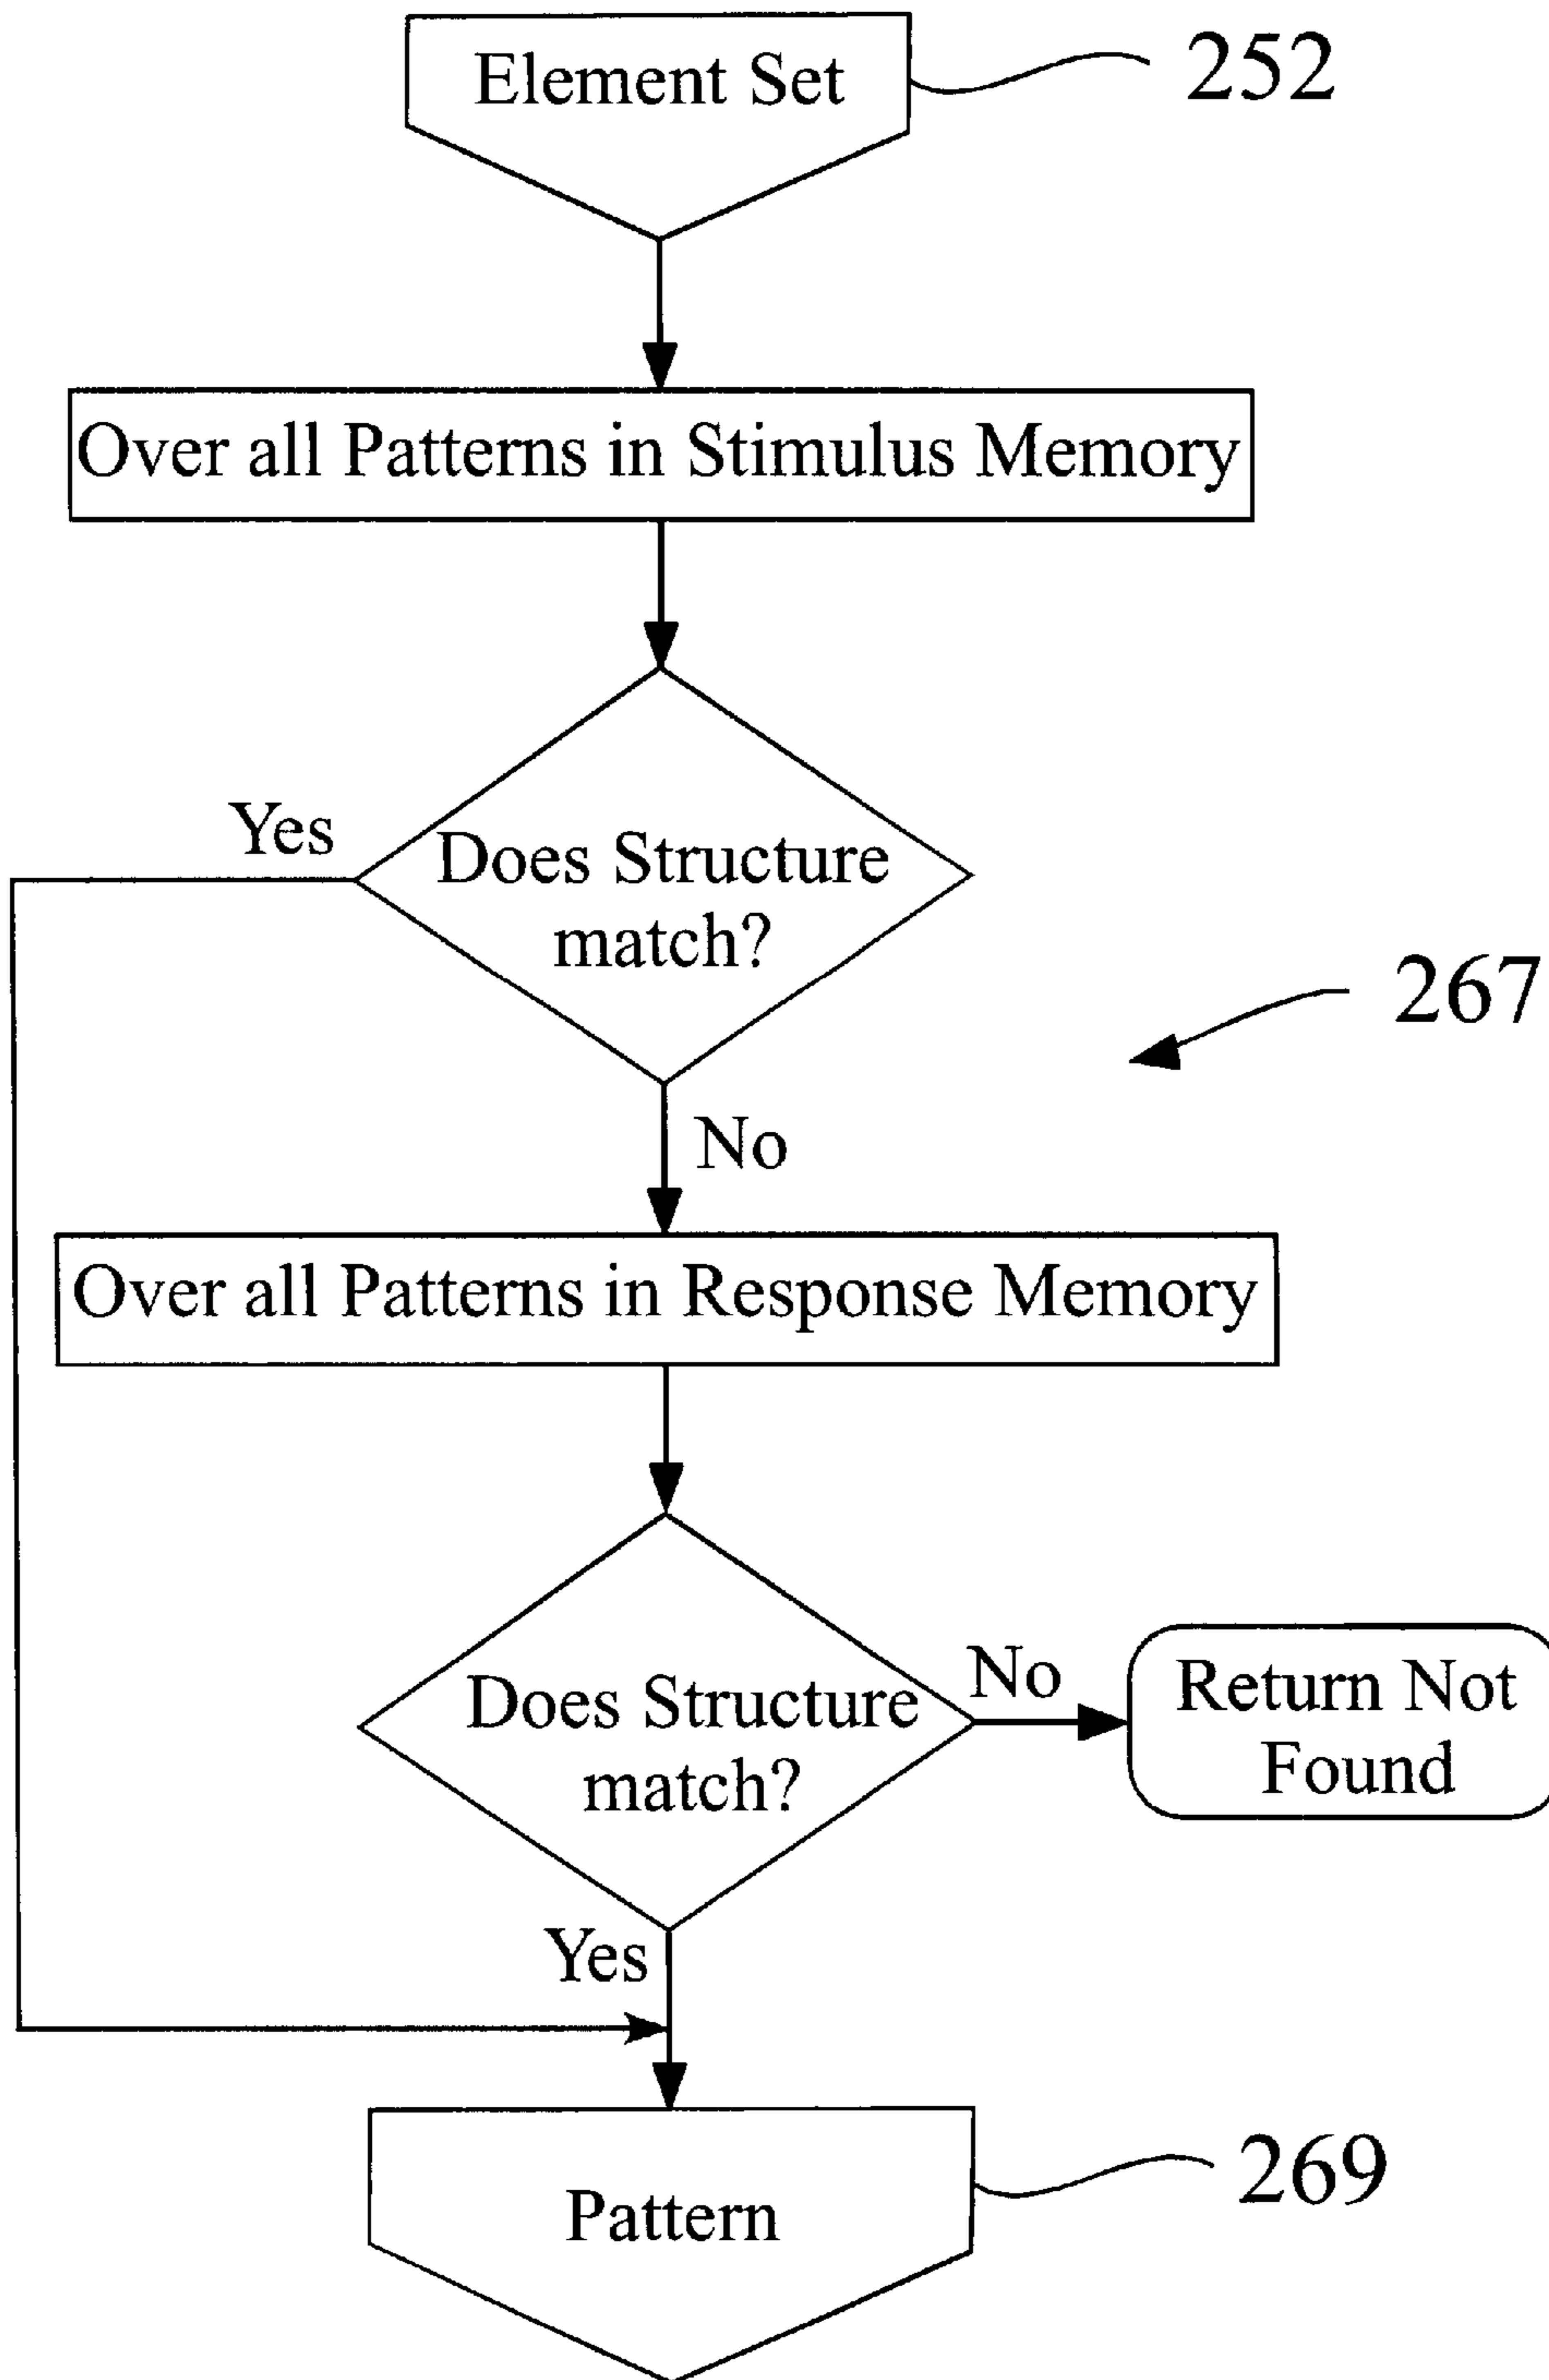 Element Set
252
Over all Patterns in Stimulus Memory
Yes
Does Structure
match?
267
No
Over all Patterns in Response Memory
Does Structure
match?
No
Return Not
Found
Yes
Pattern
269